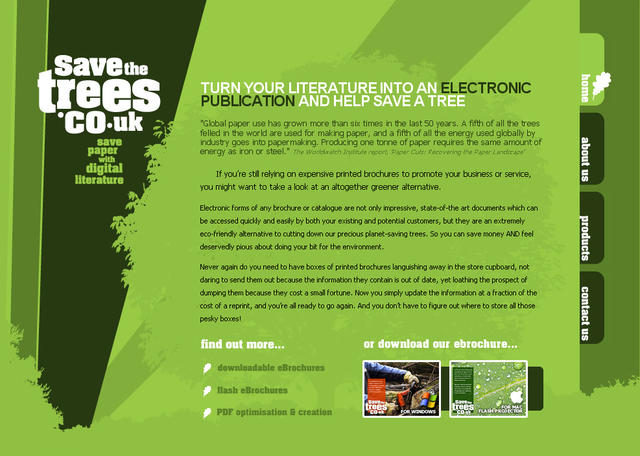 save the
trees
.co.uk
save
paper
with
digital
literature
TURN YOUR LITERATURE INTO AN ELECTRONIC
PUBLICATION AND HELP SAVE A TREE
"Global paper use has grown more than six times in the last 50 years. A fifth of all the trees
felled in the world are used for making paper, and a fifth of all the energy used globally by
industry goes into papermaking. Producing one tonne of paper requires the same amount of
energy as iron or steel." The Worldwatch Institute report, 'Paper Cuts: Recovering the Paper Landscape'
If you're still relying on expensive printed brochures to promote your business or service,
you might want to take a look at an altogether greener alternative.
Electronic forms of any brochure or catalogue are not only impressive, state-of-the art documents which can
be accessed quickly and easily by both your existing and potential customers, but they are an extremely
eco-friendly alternative to cutting down our precious planet-saving trees. So you can save money AND feel
deservedly pious about doing your bit for the environment.
Never again do you need to have boxes of printed brochures languishing away in the store cupboard, not
daring to send them out because the information they contain is out of date, yet loathing the prospect of
dumping them because they cost a small fortune. Now you simply update the information at a fraction of the
cost of a reprint, and you're all ready to go again. And you don't have to figure out where to store all those
pesky boxes!
find out more...
downloadable eBrochures
flash eBrochures
PDF optimisation & creation
or download our ebrochure...
save the
trees
co.uk
FOR WINDOWS
save the
trees
co.uk
FOR MAC
FLASH PROJECTOR
home
about us
products
contact us